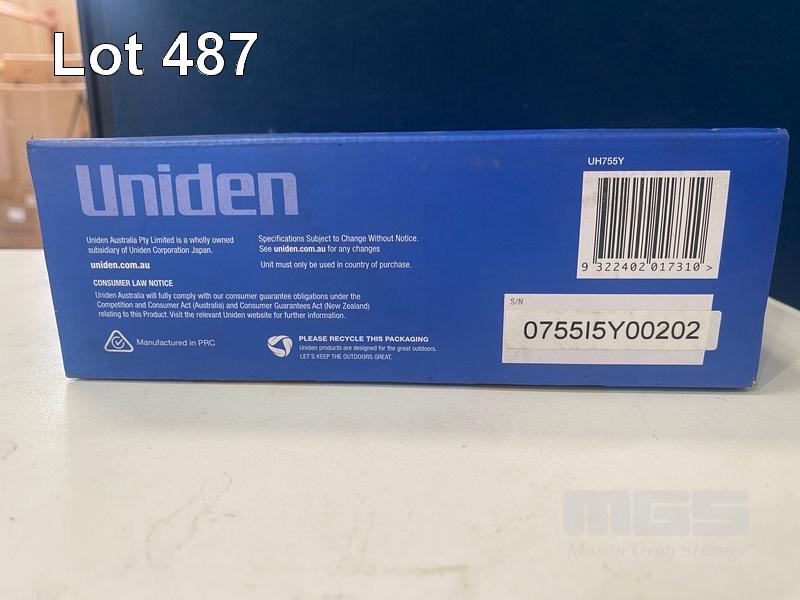 Lot 487
Uniden
UH755Y
Uniden Australia Pty Limited is a wholly owned
subsidiary of Uniden Corporation Japan.
uniden.com.au
Specifications Subject to Change Without Notice.
See uniden.com.au for any changes
Unit must only be used in country of purchase.
CONSUMER LAW NOTICE
Uniden Australia will fully comply with our consumer guarantee obligations under the
Competition and Consumer Act (Australia) and Consumer Guarantees Act (New Zealand)
relating to this Product. Visit the relevant Uniden website for further information.
Manufactured in PRC
PLEASE RECYCLE THIS PACKAGING
Uniden products are designed for the great outdoors.
LET'S KEEP THE OUTDOORS GREAT.
9 322402 017310 >
S/N
0755I5Y00202
MGS
Mason Gray Strange